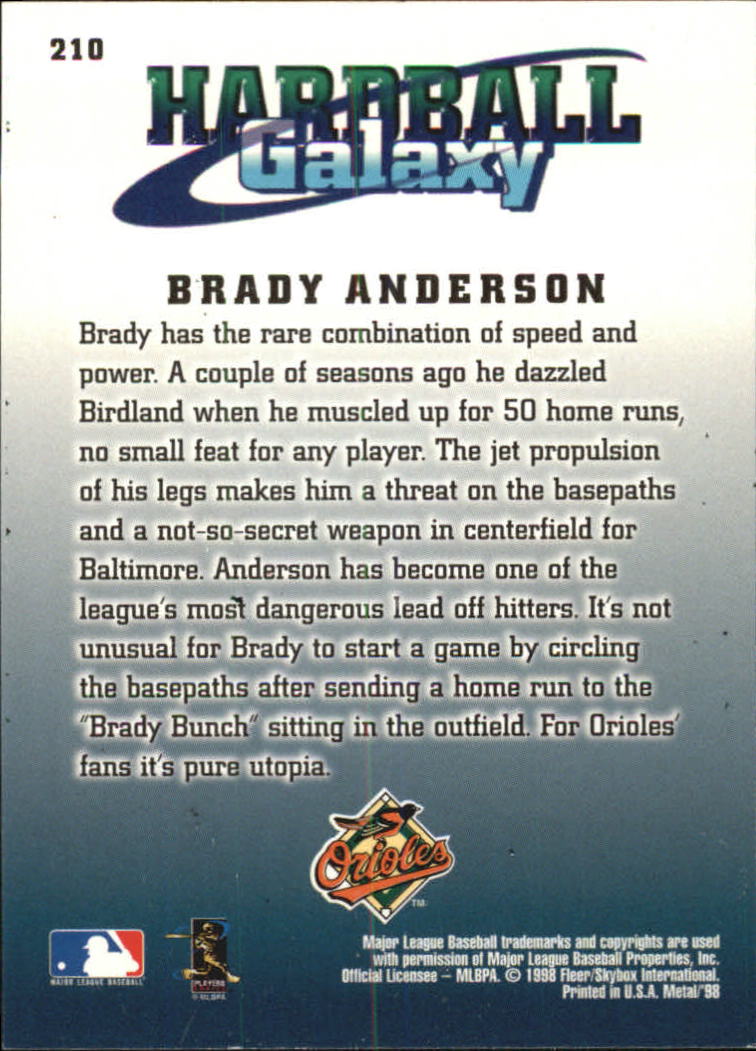 210
HARDBALL
Galaxy
BRADY ANDERSON
Brady has the rare combination of speed and
power. A couple of seasons ago he dazzled
Birdland when he muscled up for 50 home runs,
no small feat for any player. The jet propulsion
of his legs makes him a threat on the basepaths
and a not-so-secret weapon in centerfield for
Baltimore. Anderson has become one of the
league's most dangerous lead off hitters. It's not
unusual for Brady to start a game by circling
the basepaths after sending a home run to the
"Brady Bunch" sitting in the outfield. For Orioles'
fans it's pure utopia.
Orioles
TM
Major League Baseball trademarks and copyrights are used
with permission of Major League Baseball Properties, Inc.
Official Licensee – MLBPA. © 1998 Fleer/Skybox International.
Printed in U.S.A. Metal/'98
MAJOR LEAGUE BASEBALL
PLAYERS
© MLBPA